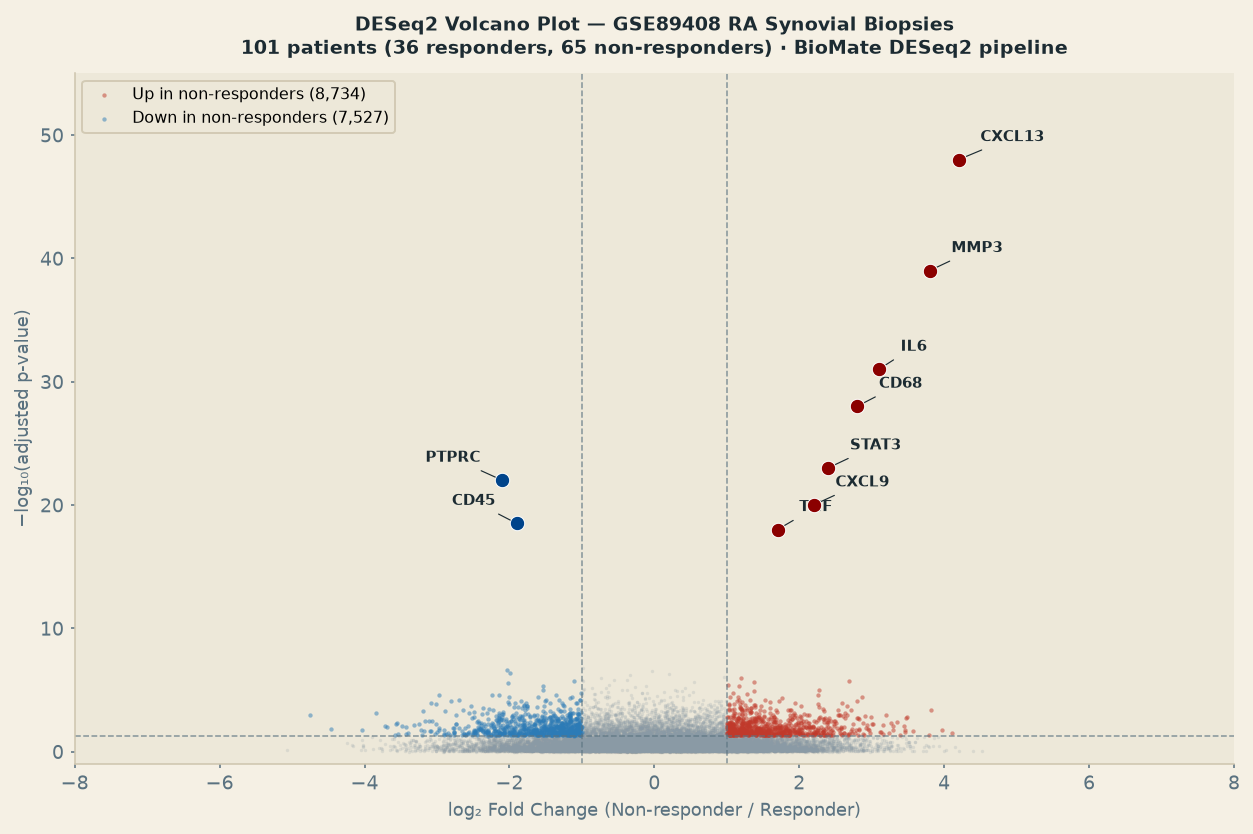 DESeq2 Volcano Plot — GSE89408 RA Synovial Biopsies
101 patients (36 responders, 65 non-responders) · BioMate DESeq2 pipeline
Up in non-responders (8,734)
Down in non-responders (7,527)
CXCL13
MMP3
IL6
CD68
STAT3
CXCL9
PTPRC
CD45
−log₁₀(adjusted p-value)
50
40
30
20
10
0
−8
−6
−4
−2
0
2
4
6
8
log₂ Fold Change (Non-responder / Responder)